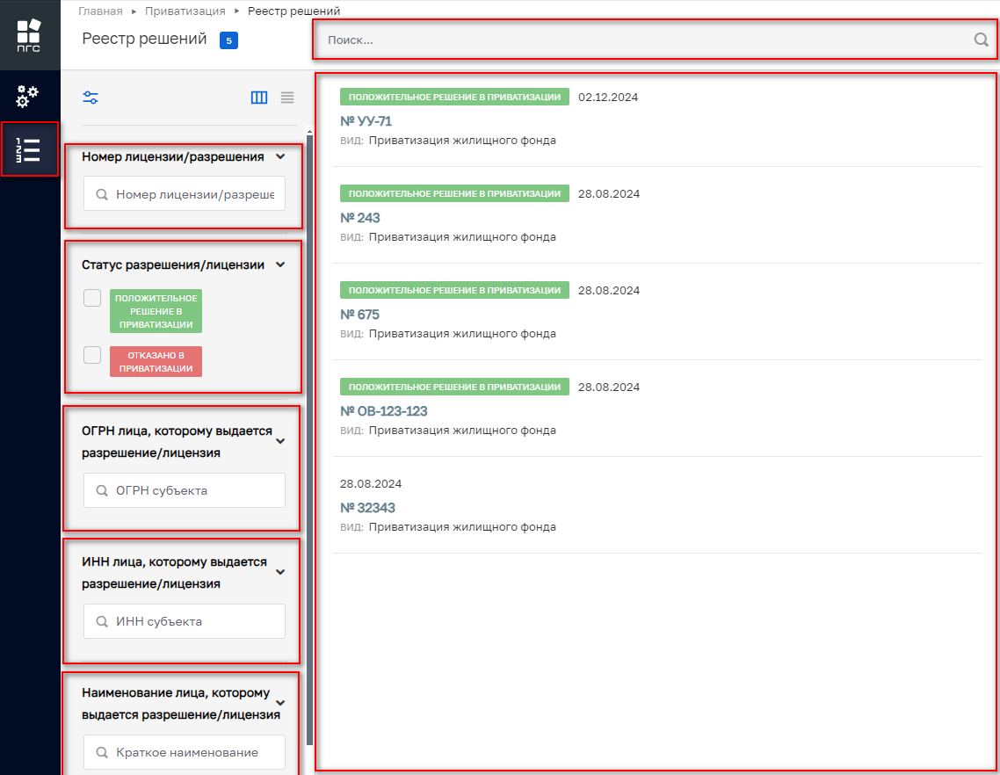 пгс
Главная ▸ Приватизация ▸ Реестр решений
Реестр решений 5
Поиск...
1
2
3
Номер лицензии/разрешения
Номер лицензии/разреше
Статус разрешения/лицензии
ПОЛОЖИТЕЛЬНОЕ
РЕШЕНИЕ В
ПРИВАТИЗАЦИИ
ОТКАЗАНО В
ПРИВАТИЗАЦИИ
ОГРН лица, которому выдается
разрешение/лицензия
ОГРН субъекта
ИНН лица, которому выдается
разрешение/лицензия
ИНН субъекта
Наименование лица, которому
выдается разрешение/лицензия
Краткое наименование
ПОЛОЖИТЕЛЬНОЕ РЕШЕНИЕ В ПРИВАТИЗАЦИИ 02.12.2024
№ УУ-71
ВИД: Приватизация жилищного фонда
ПОЛОЖИТЕЛЬНОЕ РЕШЕНИЕ В ПРИВАТИЗАЦИИ 28.08.2024
№ 243
ВИД: Приватизация жилищного фонда
ПОЛОЖИТЕЛЬНОЕ РЕШЕНИЕ В ПРИВАТИЗАЦИИ 28.08.2024
№ 675
ВИД: Приватизация жилищного фонда
ПОЛОЖИТЕЛЬНОЕ РЕШЕНИЕ В ПРИВАТИЗАЦИИ 28.08.2024
№ ОВ-123-123
ВИД: Приватизация жилищного фонда
28.08.2024
№ 32343
ВИД: Приватизация жилищного фонда